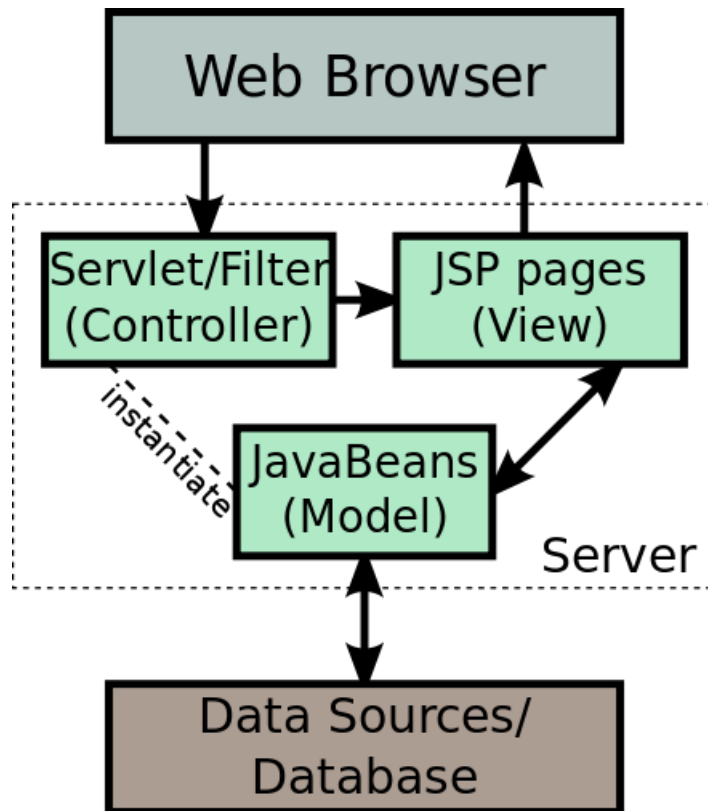 Web Browser
Servlet/Filter
(Controller)
JSP pages
(View)
instantiate
JavaBeans
(Model)
Server
Data Sources/
Database